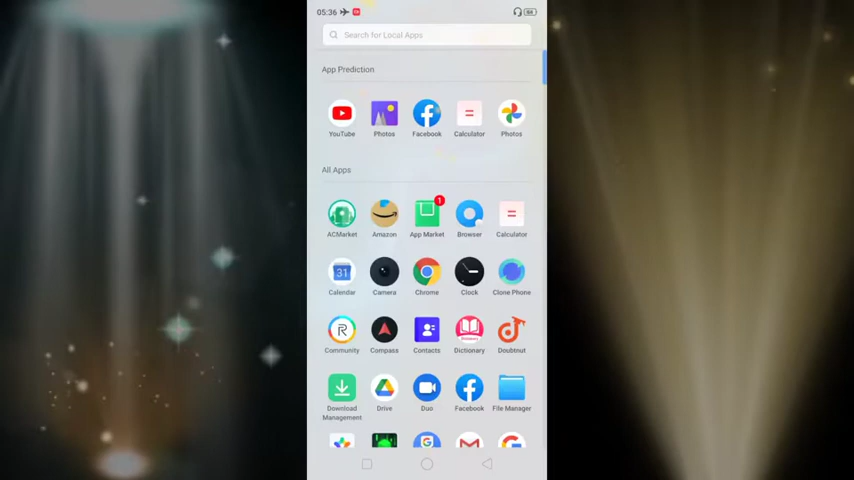 05:36
Search for Local Apps
App Prediction
YouTube Photos Facebook Calculator Photos
All Apps
1
ACMarket Amazon App Market Browser Calculator
31
Calendar Camera Chrome Clock Clone Phone
Community Compass Contacts Dictionary Doubtnut
Download Management Drive Duo Facebook File Manager